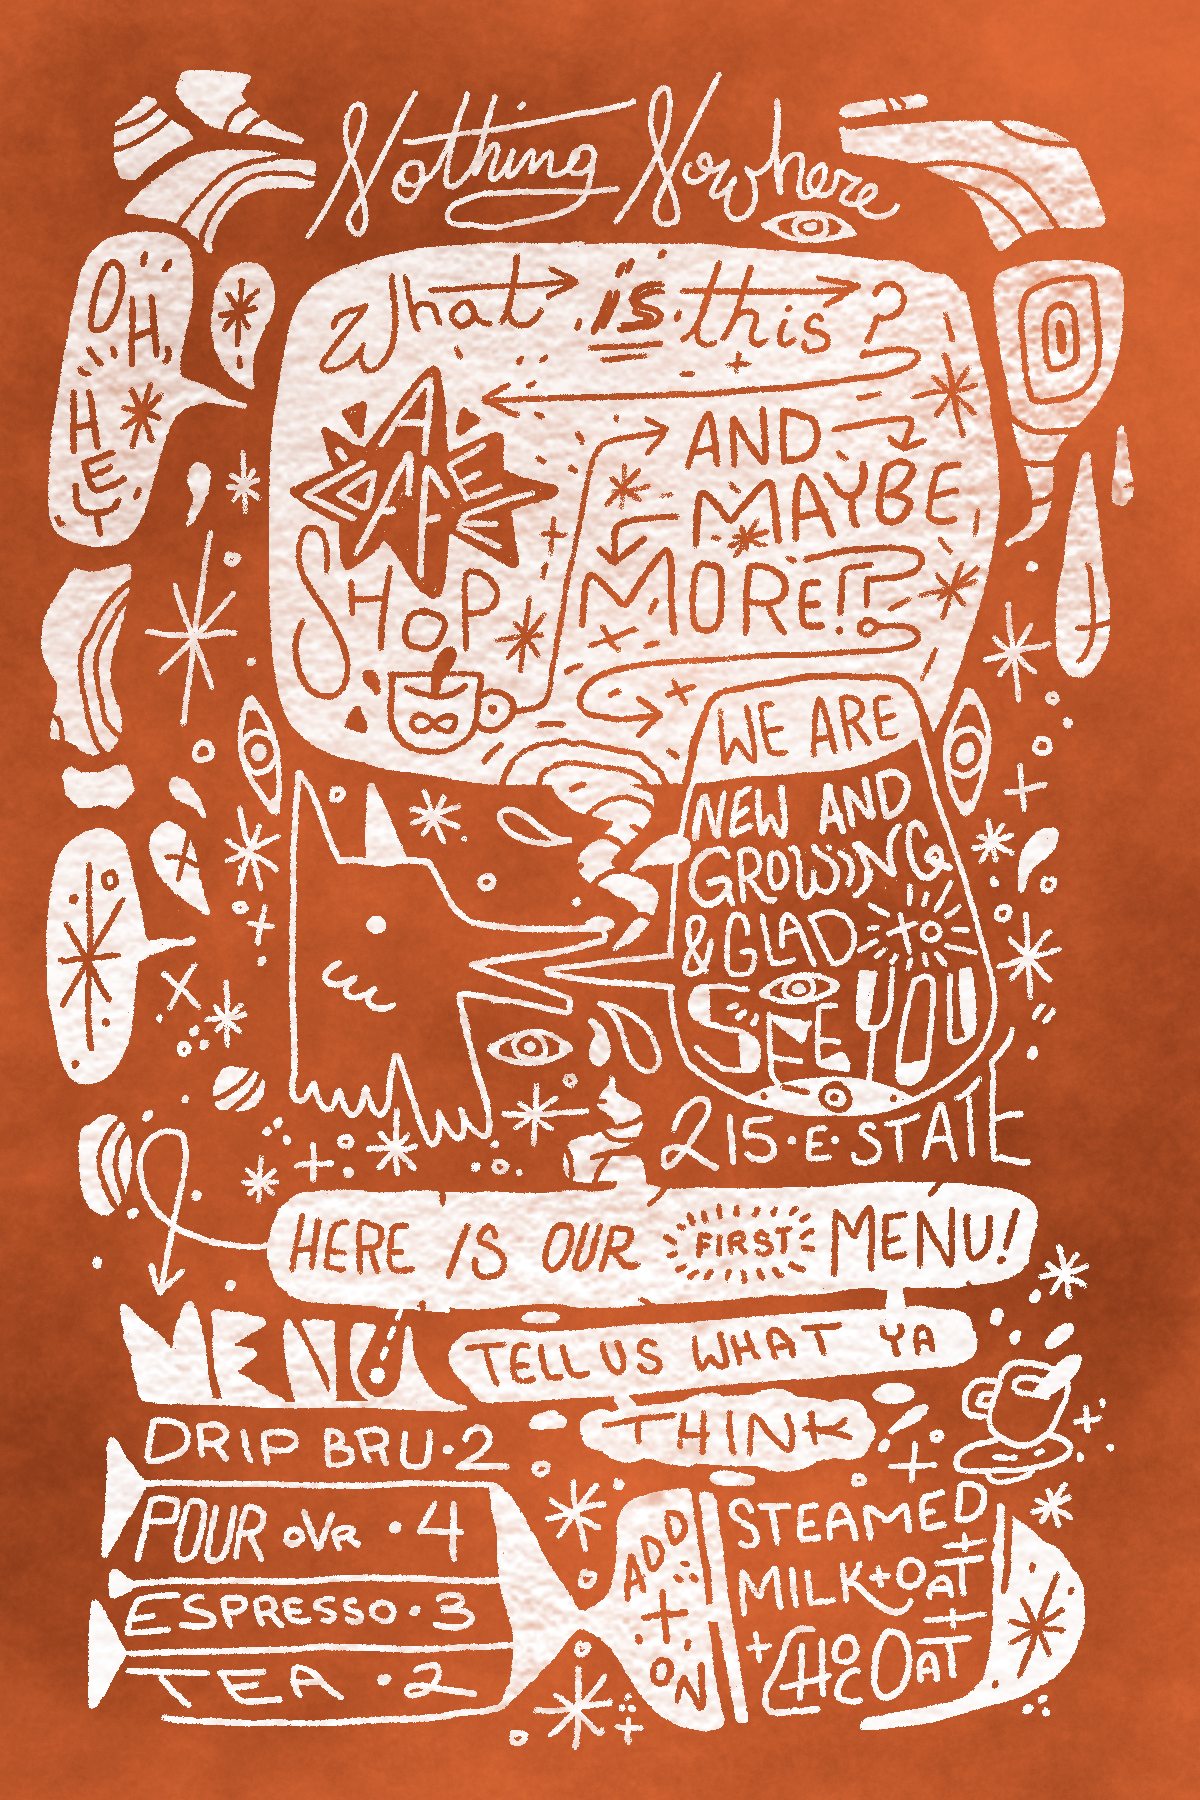 Nothing Nowhere
OH,
HEY
What is this?
A
CAFE
SHOP
AND
MAYBE
MORE!?
WE ARE
NEW AND
GROWING
& GLAD to
SEE YOU
215·E·STATE
HERE IS OUR FIRST MENU!
MENU
TELL US WHAT YA
THINK
DRIP BRU·2
POUR OVR ·4
ESPRESSO·3
TEA ·2
ADD
+
ON
STEAMED
MILK+OAT
+CHOCOAT